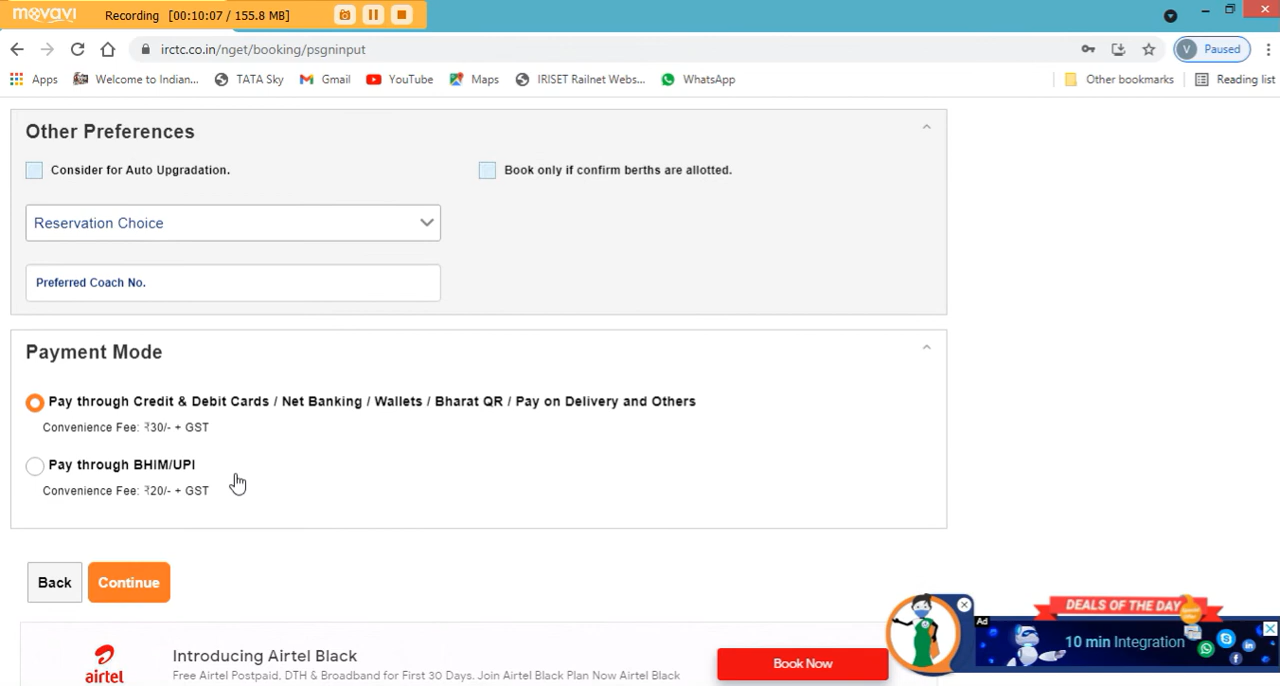 movavi Recording [00:10:07 / 155.8 MB]
irctc.co.in/nget/booking/psgninput V Paused
Apps Welcome to Indian... TATA Sky Gmail YouTube Maps IRISET Railnet Webs... WhatsApp Other bookmarks Reading list
Other Preferences
Consider for Auto Upgradation. Book only if confirm berths are allotted.
Reservation Choice
Preferred Coach No.
Payment Mode
Pay through Credit & Debit Cards / Net Banking / Wallets / Bharat QR / Pay on Delivery and Others
Convenience Fee: ₹30/- + GST
Pay through BHIM/UPI
Convenience Fee: ₹20/- + GST
Back Continue
DEALS OF THE DAY
Ad
10 min Integration
airtel
Introducing Airtel Black
Free Airtel Postpaid, DTH & Broadband for First 30 Days. Join Airtel Black Plan Now Airtel Black
Book Now